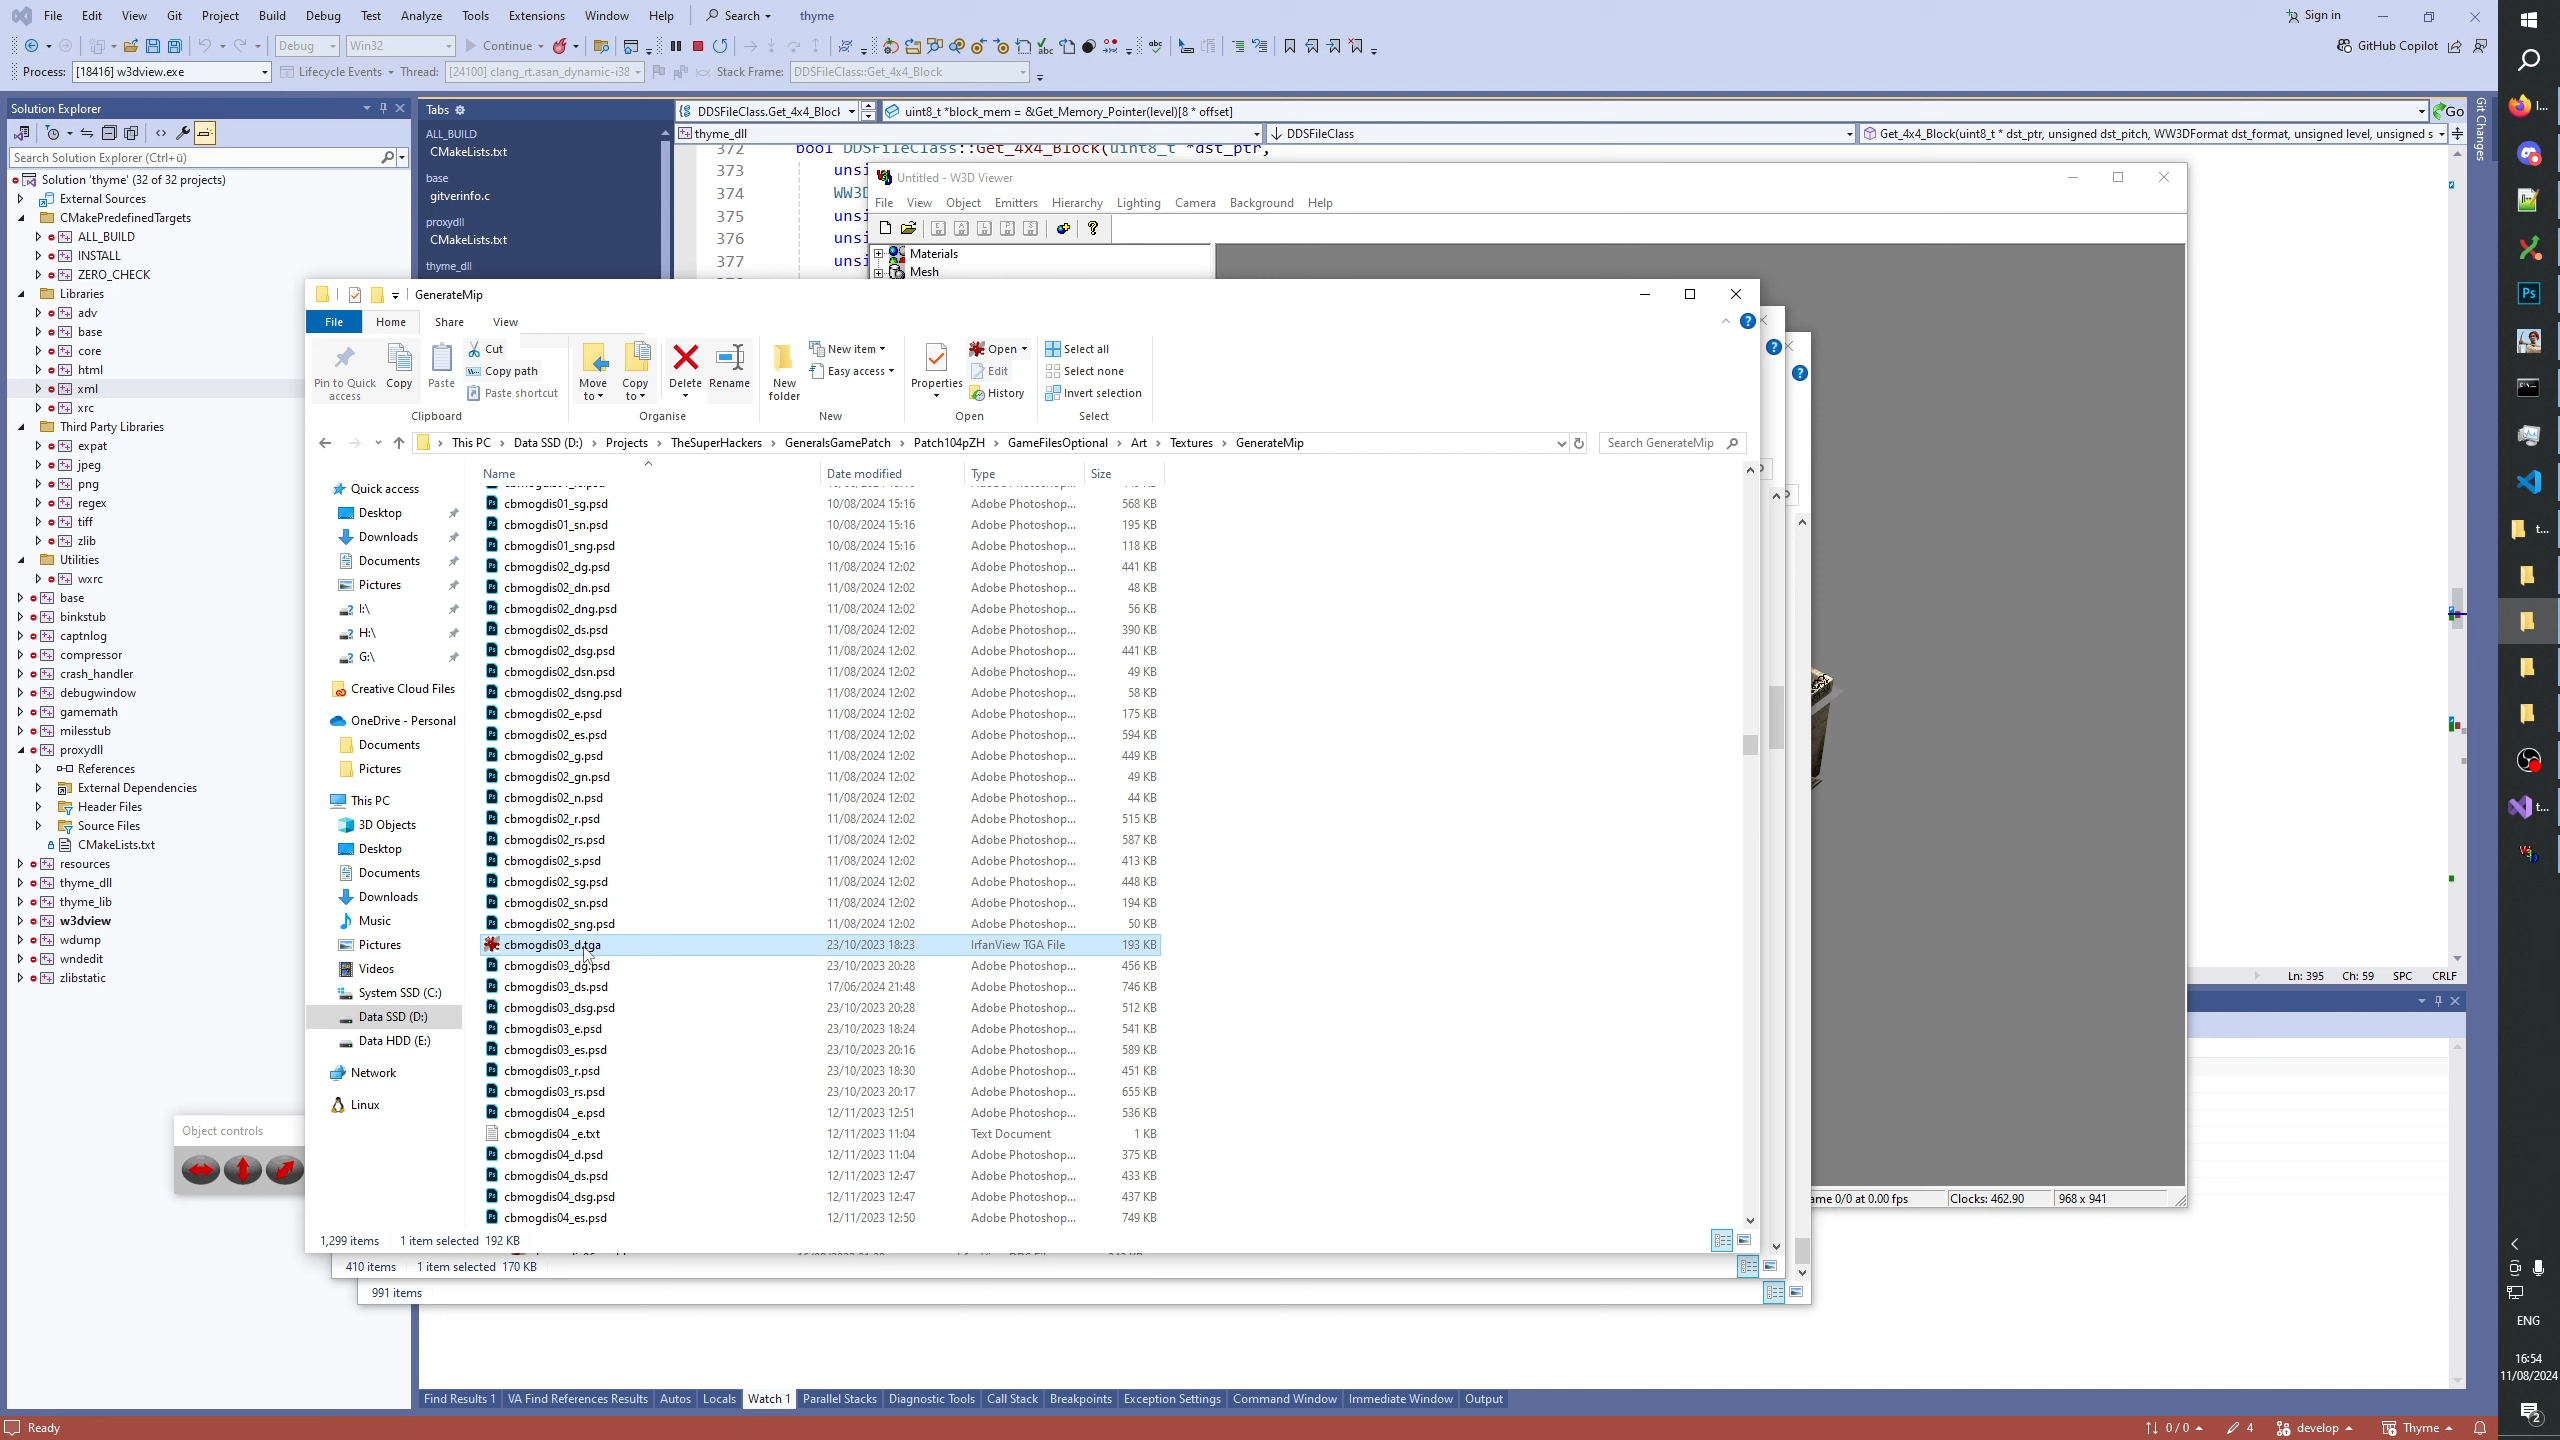 File Edit View Git Project Build Debug Test Analyze Tools Extensions Window Help Search thyme Sign in
Debug Win32 Continue GitHub Copilot
Process: [18416] w3dview.exe Lifecycle Events Thread: [24100] clang_rt.asan_dynamic-i38 Stack Frame: DDSFileClass::Get_4x4_Block
Solution Explorer
Search Solution Explorer (Ctrl+ü)
Solution 'thyme' (32 of 32 projects)
External Sources
CMakePredefinedTargets
ALL_BUILD
INSTALL
ZERO_CHECK
Libraries
adv
base
core
html
xml
xrc
Third Party Libraries
expat
jpeg
png
regex
tiff
zlib
Utilities
wxrc
base
binkstub
captnlog
compressor
crash_handler
debugwindow
gamemath
milesstub
proxydll
References
External Dependencies
Header Files
Source Files
CMakeLists.txt
resources
thyme_dll
thyme_lib
w3dview
wdump
wndedit
zlibstatic
Tabs
ALL_BUILD
CMakeLists.txt
base
gitverinfo.c
proxydll
CMakeLists.txt
thyme_dll
DDSFileClass.Get_4x4_Block uint8_t *block_mem = &Get_Memory_Pointer(level)[8 * offset] Go
thyme_dll DDSFileClass Get_4x4_Block(uint8_t * dst_ptr, unsigned dst_pitch, WW3DFormat dst_format, unsigned level, unsigned s
372 bool DDSFileClass::Get_4x4_Block(uint8_t *dst_ptr,
373 unsi
374 WW3D
375 unsi
376 unsi
377 unsi
Git Changes
Untitled - W3D Viewer
File View Object Emitters Hierarchy Lighting Camera Background Help
Materials
Mesh
GenerateMip
File Home Share View
Pin to Quick access
Copy
Paste
Cut
Copy path
Paste shortcut
Clipboard
Move to
Copy to
Delete
Rename
Organise
New folder
New item
Easy access
New
Properties
Open
Edit
History
Open
Select all
Select none
Invert selection
Select
This PC Data SSD (D:) Projects TheSuperHackers GeneralsGamePatch Patch104pZH GameFilesOptional Art Textures GenerateMip Search GenerateMip
Name Date modified Type Size
Quick access
Desktop
Downloads
Documents
Pictures
I:\
H:\
G:\
Creative Cloud Files
OneDrive - Personal
Documents
Pictures
This PC
3D Objects
Desktop
Documents
Downloads
Music
Pictures
Videos
System SSD (C:)
Data SSD (D:)
Data HDD (E:)
Network
Linux
cbmogdis01_sg.psd 10/08/2024 15:16 Adobe Photoshop... 568 KB
cbmogdis01_sn.psd 10/08/2024 15:16 Adobe Photoshop... 195 KB
cbmogdis01_sng.psd 10/08/2024 15:16 Adobe Photoshop... 118 KB
cbmogdis02_dg.psd 11/08/2024 12:02 Adobe Photoshop... 441 KB
cbmogdis02_dn.psd 11/08/2024 12:02 Adobe Photoshop... 48 KB
cbmogdis02_dng.psd 11/08/2024 12:02 Adobe Photoshop... 56 KB
cbmogdis02_ds.psd 11/08/2024 12:02 Adobe Photoshop... 390 KB
cbmogdis02_dsg.psd 11/08/2024 12:02 Adobe Photoshop... 441 KB
cbmogdis02_dsn.psd 11/08/2024 12:02 Adobe Photoshop... 49 KB
cbmogdis02_dsng.psd 11/08/2024 12:02 Adobe Photoshop... 58 KB
cbmogdis02_e.psd 11/08/2024 12:02 Adobe Photoshop... 175 KB
cbmogdis02_es.psd 11/08/2024 12:02 Adobe Photoshop... 594 KB
cbmogdis02_g.psd 11/08/2024 12:02 Adobe Photoshop... 449 KB
cbmogdis02_gn.psd 11/08/2024 12:02 Adobe Photoshop... 49 KB
cbmogdis02_n.psd 11/08/2024 12:02 Adobe Photoshop... 44 KB
cbmogdis02_r.psd 11/08/2024 12:02 Adobe Photoshop... 515 KB
cbmogdis02_rs.psd 11/08/2024 12:02 Adobe Photoshop... 587 KB
cbmogdis02_s.psd 11/08/2024 12:02 Adobe Photoshop... 413 KB
cbmogdis02_sg.psd 11/08/2024 12:02 Adobe Photoshop... 448 KB
cbmogdis02_sn.psd 11/08/2024 12:02 Adobe Photoshop... 194 KB
cbmogdis02_sng.psd 11/08/2024 12:02 Adobe Photoshop... 50 KB
cbmogdis03_d.tga 23/10/2023 18:23 IrfanView TGA File 193 KB
cbmogdis03_dg.psd 23/10/2023 20:28 Adobe Photoshop... 456 KB
cbmogdis03_ds.psd 17/06/2024 21:48 Adobe Photoshop... 746 KB
cbmogdis03_dsg.psd 23/10/2023 20:28 Adobe Photoshop... 512 KB
cbmogdis03_e.psd 23/10/2023 18:24 Adobe Photoshop... 541 KB
cbmogdis03_es.psd 23/10/2023 20:16 Adobe Photoshop... 589 KB
cbmogdis03_r.psd 23/10/2023 18:30 Adobe Photoshop... 451 KB
cbmogdis03_rs.psd 23/10/2023 20:17 Adobe Photoshop... 655 KB
cbmogdis04 _e.psd 12/11/2023 12:51 Adobe Photoshop... 536 KB
cbmogdis04 _e.txt 12/11/2023 11:04 Text Document 1 KB
cbmogdis04_d.psd 12/11/2023 11:04 Adobe Photoshop... 375 KB
cbmogdis04_ds.psd 12/11/2023 12:47 Adobe Photoshop... 433 KB
cbmogdis04_dsg.psd 12/11/2023 12:47 Adobe Photoshop... 437 KB
cbmogdis04_es.psd 12/11/2023 12:50 Adobe Photoshop... 749 KB
1,299 items 1 item selected 192 KB
410 items 1 item selected 170 KB
991 items
Object controls
Ln: 395 Ch: 59 SPC CRLF
ame 0/0 at 0.00 fps Clocks: 462.90 968 x 941
Find Results 1 VA Find References Results Autos Locals Watch 1 Parallel Stacks Diagnostic Tools Call Stack Breakpoints Exception Settings Command Window Immediate Window Output
Ready 0 / 0 4 develop Thyme
ENG
16:54
11/08/2024
2